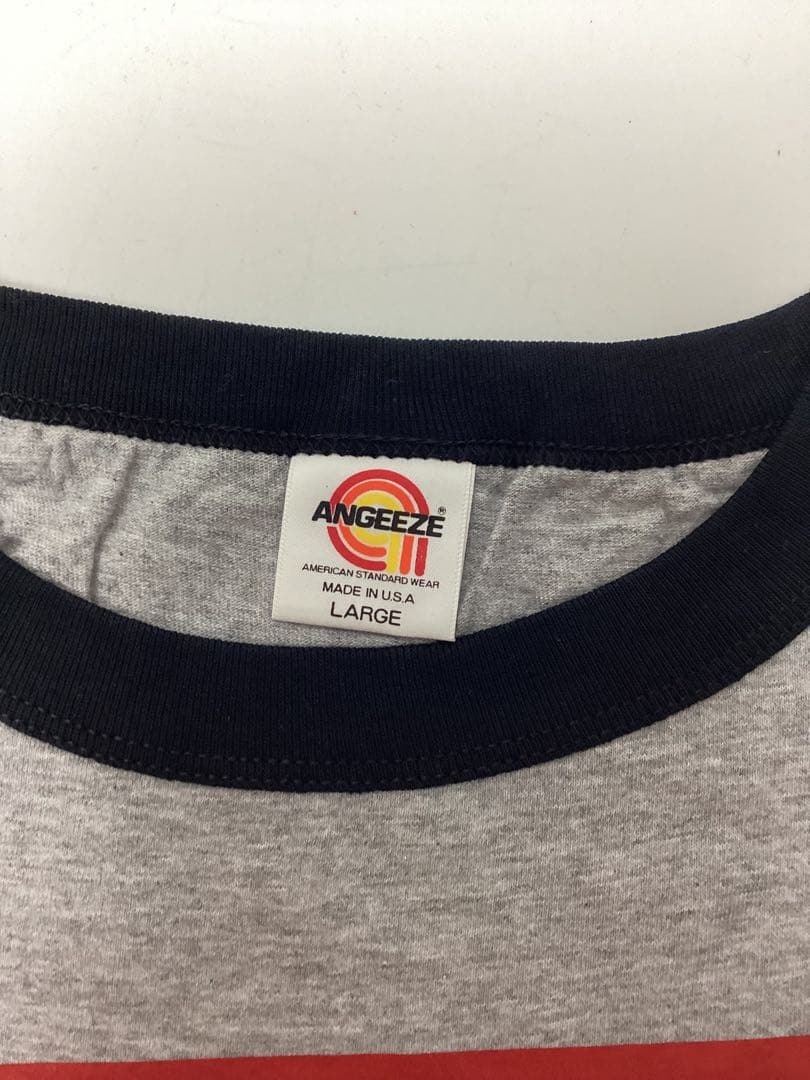 ANGEEZE®
AMERICAN STANDARD WEAR
MADE IN U.S.A
LARGE